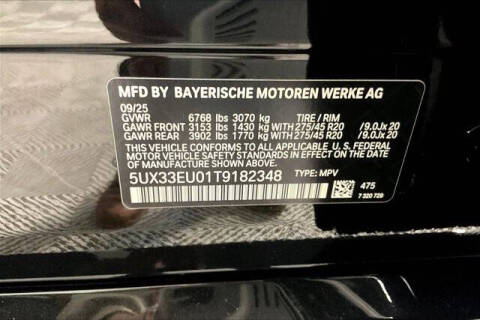 MFD BY BAYERISCHE MOTOREN WERKE AG
09/25
GVWR 6768 lbs 3070 kg TIRE / RIM
GAWR FRONT 3153 lbs 1430 kg WITH 275/45 R20 /9.0Jx 20
GAWR REAR 3902 lbs 1770 kg WITH 275/45 R20 /9.0Jx 20
THIS VEHICLE CONFORMS TO ALL APPLICABLE U.S. FEDERAL
MOTOR VEHICLE SAFETY STANDARDS IN EFFECT
ON THE DATE OF MANUFACTURE SHOWN ABOVE.
5UX33EU01T9182348 TYPE: MPV
475
7 320 729